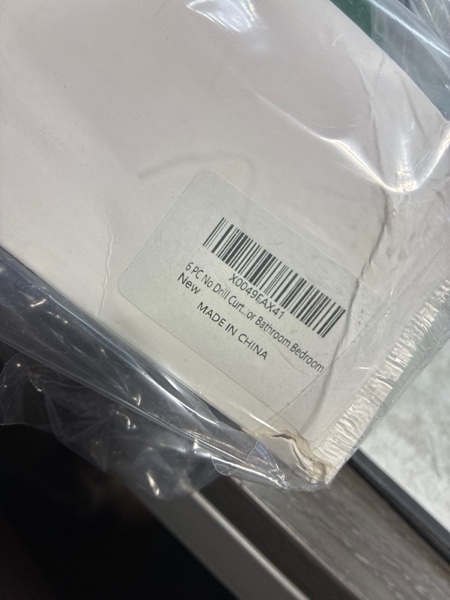 X0049EAX41
6 PC No Drill Curt...or Bathroom Bedroom
New
MADE IN CHINA